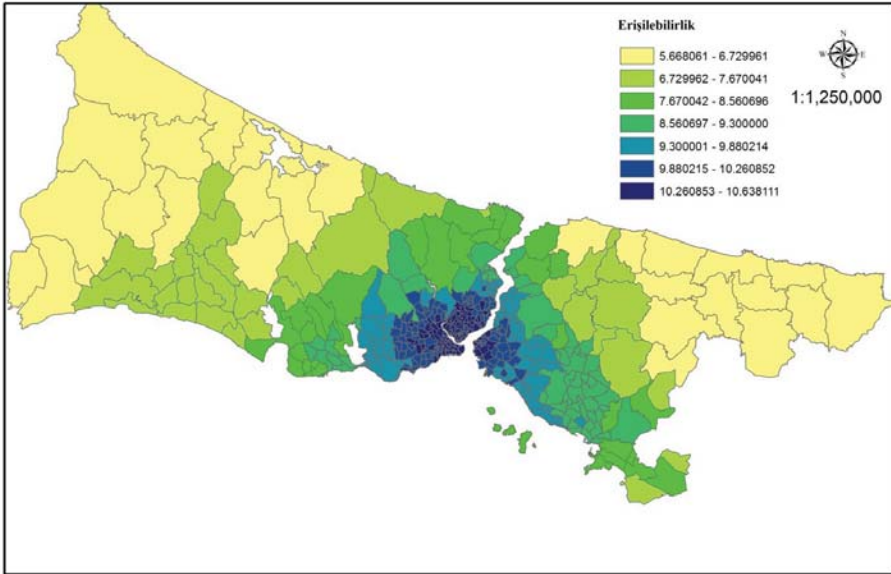 Erişilebilirlik
5.668061 - 6.729961
6.729962 - 7.670041
7.670042 - 8.560696
8.560697 - 9.300000
9.300001 - 9.880214
9.880215 - 10.260852
10.260853 - 10.638111
N
W E
S
1:1,250,000